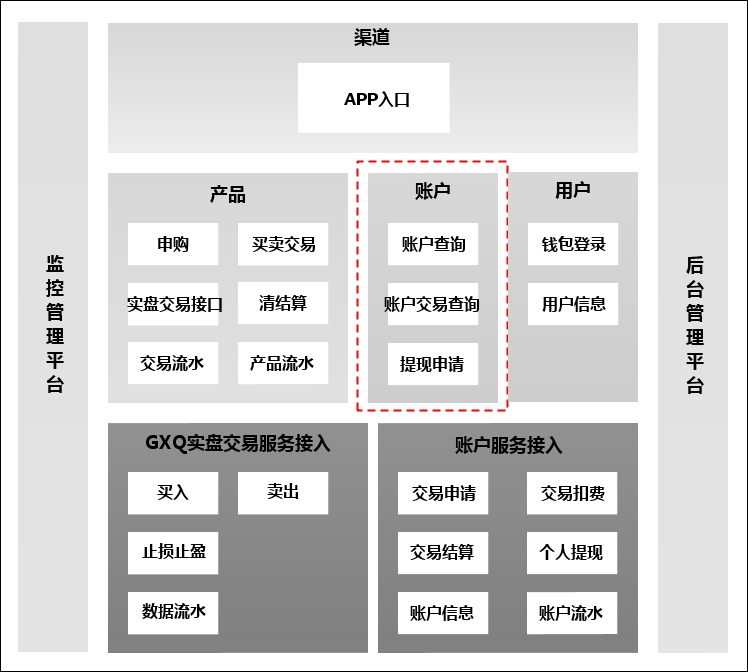 渠道
APP入口
监控管理平台
产品
申购
买卖交易
实盘交易接口
清结算
交易流水
产品流水
账户
账户查询
账户交易查询
提现申请
用户
钱包登录
用户信息
后台管理平台
GXQ实盘交易服务接入
买入
卖出
止损止盈
数据流水
账户服务接入
交易申请
交易扣费
交易结算
个人提现
账户信息
账户流水